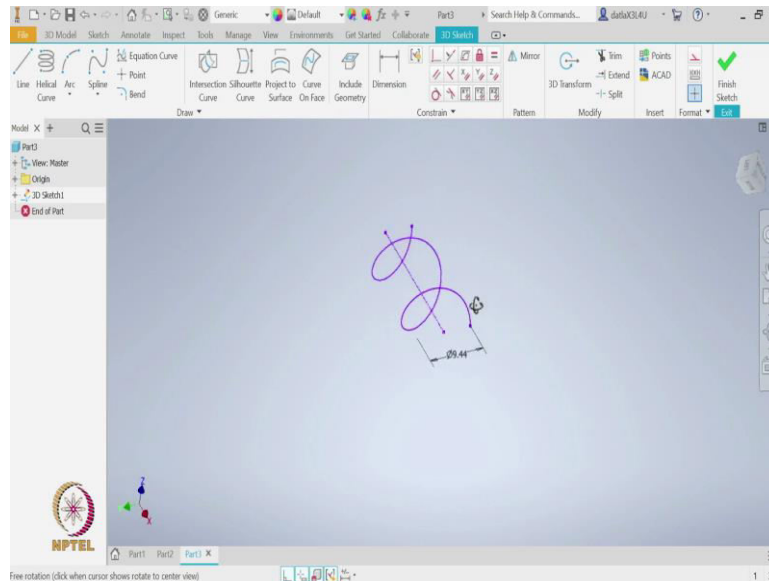 Generic Default Part3 Search Help & Commands... datlaX3L4U
File 3D Model Sketch Annotate Inspect Tools Manage View Environments Get Started Collaborate 3D Sketch
Line Helical Curve Arc Spline
Equation Curve
Point
Bend
Intersection Curve Silhouette Curve Project to Surface Curve On Face Include Geometry
Dimension
Mirror
3D Transform
Trim
Extend
Split
Points
ACAD
Finish Sketch
Draw Constrain Pattern Modify Insert Format Exit
Model
Part3
View: Master
Origin
3D Sketch1
End of Part
Ø9.44
Z
X
NPTEL
Part1 Part2 Part3
Free rotation (click when cursor shows rotate to center view)
1